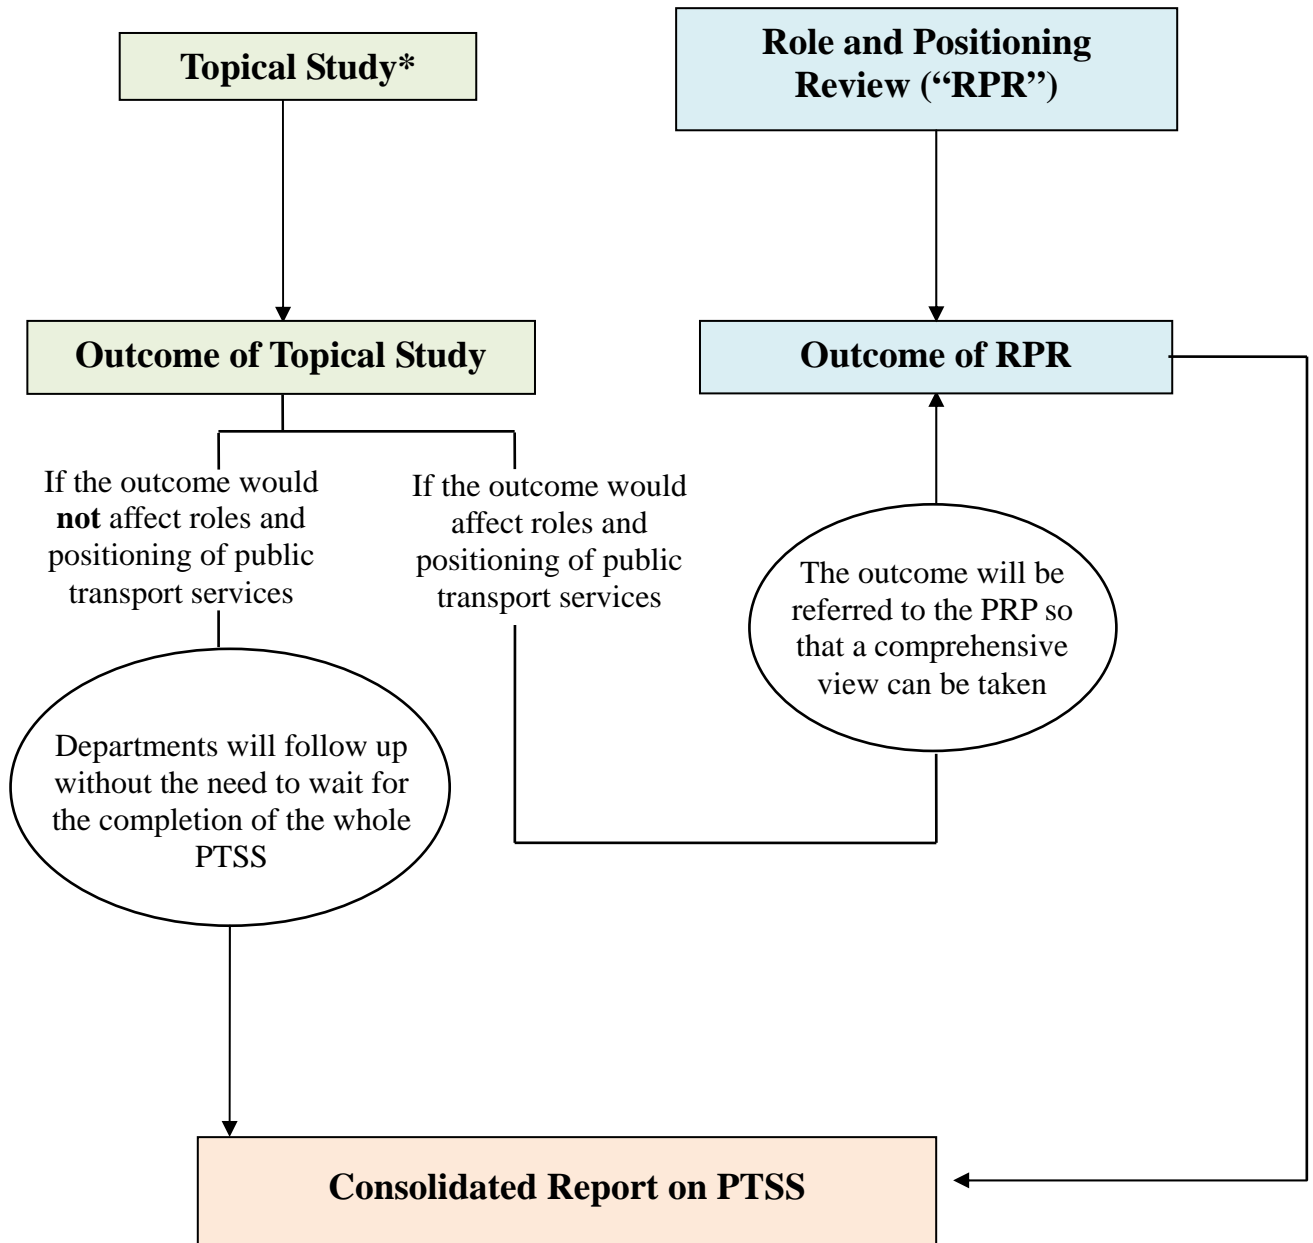 Topical Study*
Role and Positioning
Review (“RPR”)
Outcome of Topical Study
Outcome of RPR
If the outcome would
not affect roles and
positioning of public
transport services
If the outcome would
affect roles and
positioning of public
transport services
The outcome will be
referred to the PRP so
that a comprehensive
view can be taken
Departments will follow up
without the need to wait for
the completion of the whole
PTSS
Consolidated Report on PTSS